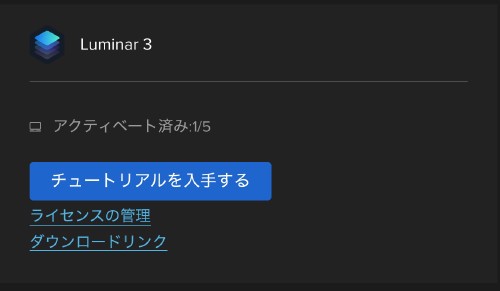 Luminar 3
アクティベート済み:1/5
チュートリアルを入手する
ライセンスの管理
ダウンロードリンク